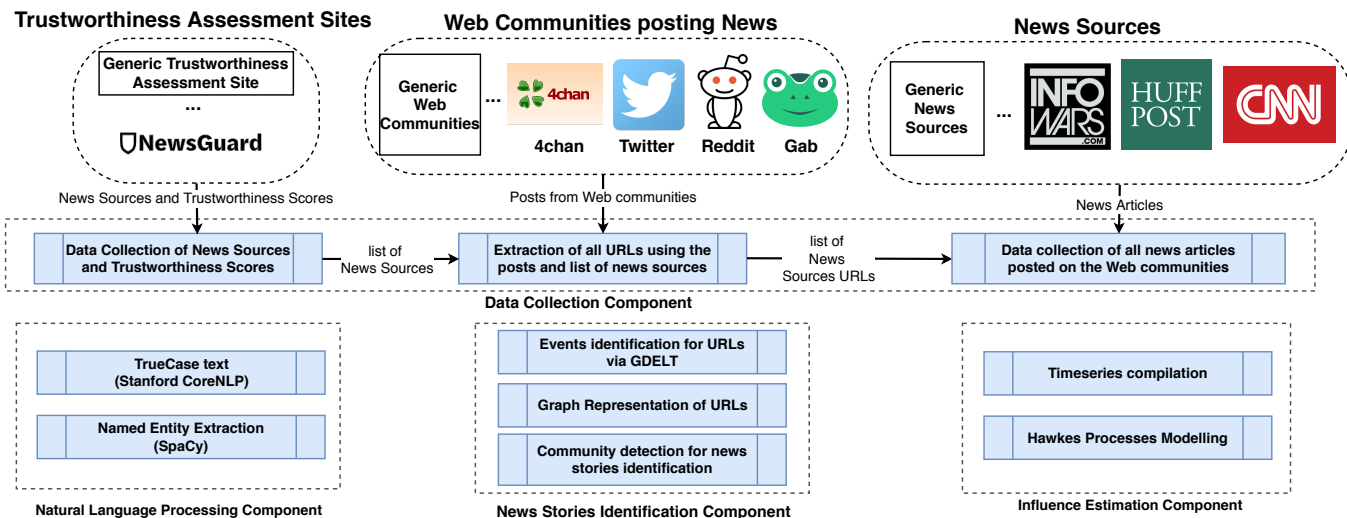 Trustworthiness Assessment Sites
Generic Trustworthiness
Assessment Site
...
NewsGuard
Web Communities posting News
Generic
Web
Communities
...
4chan
4chan
Twitter
Reddit
Gab
News Sources
Generic
News
Sources
...
INFO
WARS
.COM
HUFF
POST
CNN
News Sources and Trustworthiness Scores
Posts from Web communities
News Articles
Data Collection of News Sources
and Trustworthiness Scores
list of
News Sources
Extraction of all URLs using the
posts and list of news sources
list of
News
Sources URLs
Data collection of all news articles
posted on the Web communities
Data Collection Component
TrueCase text
(Stanford CoreNLP)
Named Entity Extraction
(SpaCy)
Natural Language Processing Component
Events identification for URLs
via GDELT
Graph Representation of URLs
Community detection for news
stories identification
News Stories Identification Component
Timeseries compilation
Hawkes Processes Modelling
Influence Estimation Component